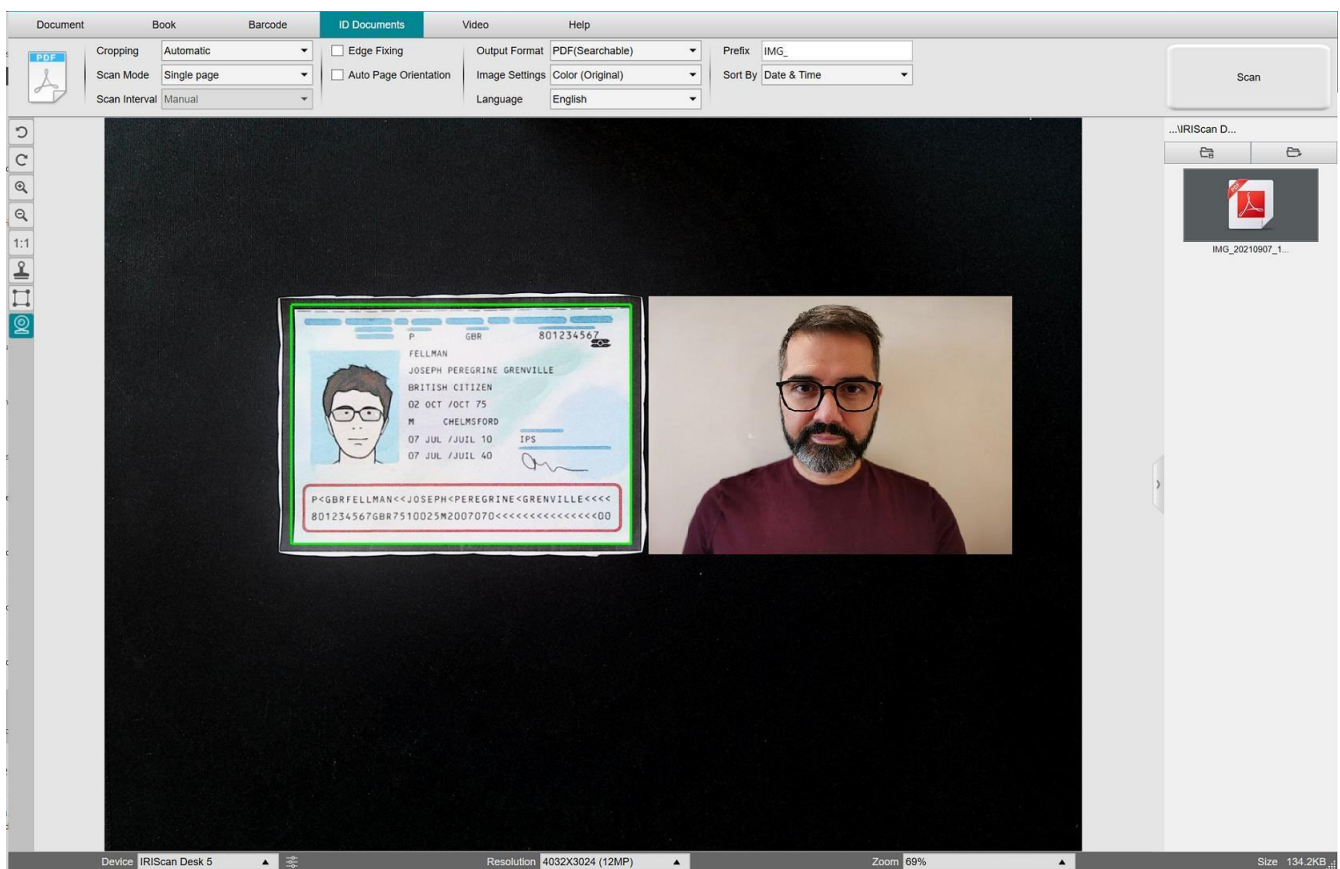 Document Book Barcode ID Documents Video Help
PDF
Cropping Automatic Edge Fixing Output Format PDF(Searchable) Prefix IMG_
Scan Mode Single page Auto Page Orientation Image Settings Color (Original) Sort By Date & Time
Scan Interval Manual Language English
Scan
1:1
...\IRIScan D...
PDF
IMG_20210907_1...
P GBR 801234567
FELLMAN
JOSEPH PEREGRINE GRENVILLE
BRITISH CITIZEN
02 OCT /OCT 75
M CHELMSFORD
07 JUL /JUIL 10 IPS
07 JUL /JUIL 40
P<GBRFELLMAN<<JOSEPH<PEREGRINE<GRENVILLE<<<<
801234567GBR7510025M2007070<<<<<<<<<<<<<<<00
Device IRIScan Desk 5 Resolution 4032X3024 (12MP) Zoom 69% Size 134.2KB